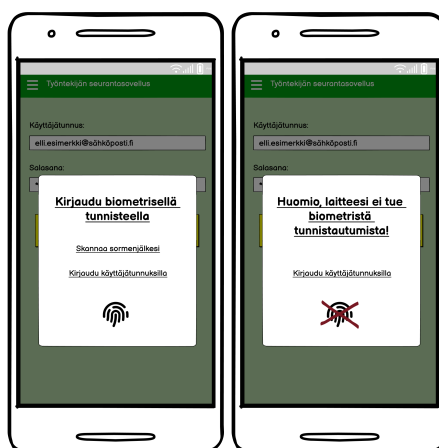 Työntekijän seurantasovellus
Käyttäjätunnus:
elli.esimerkki@sähköposti.fi
Salasana:
Kirjaudu biometrisellä
tunnisteella
Skannaa sormenjälkesi
Kirjaudu käyttäjätunnuksilla
Työntekijän seurantasovellus
Käyttäjätunnus:
elli.esimerkki@sähköposti.fi
Salasana:
Huomio, laitteesi ei tue
biometristä
tunnistautumista!
Kirjaudu käyttäjätunnuksilla